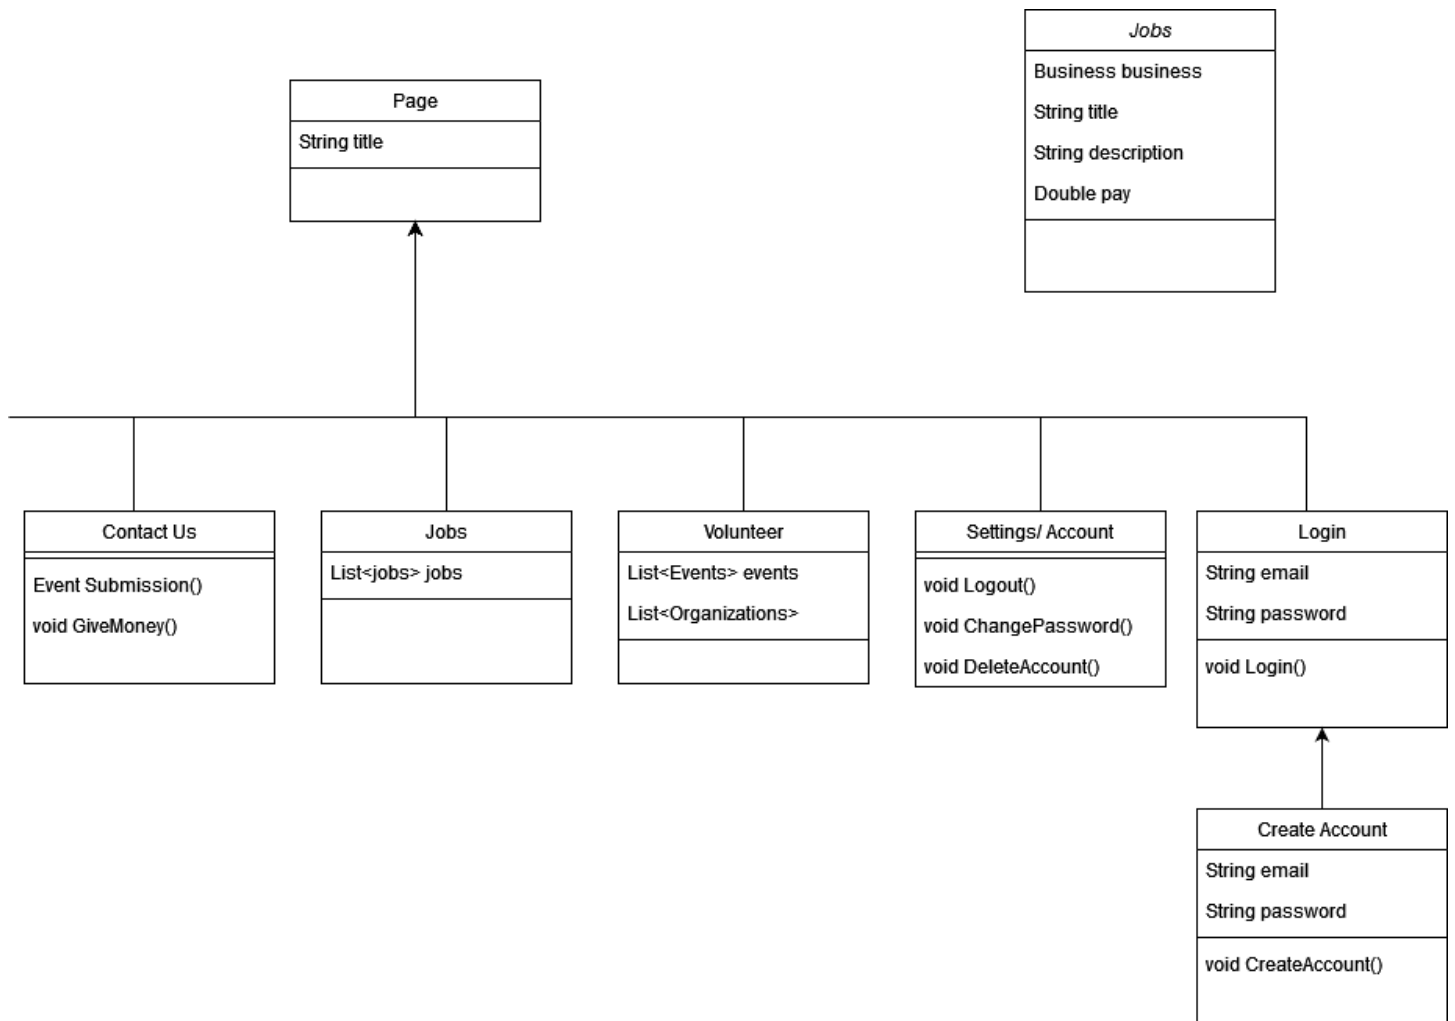 Jobs
Business business
String title
String description
Double pay
Page
String title
Contact Us
Event Submission()
void GiveMoney()
Jobs
List<jobs> jobs
Volunteer
List<Events> events
List<Organizations>
Settings/ Account
void Logout()
void ChangePassword()
void DeleteAccount()
Login
String email
String password
void Login()
Create Account
String email
String password
void CreateAccount()